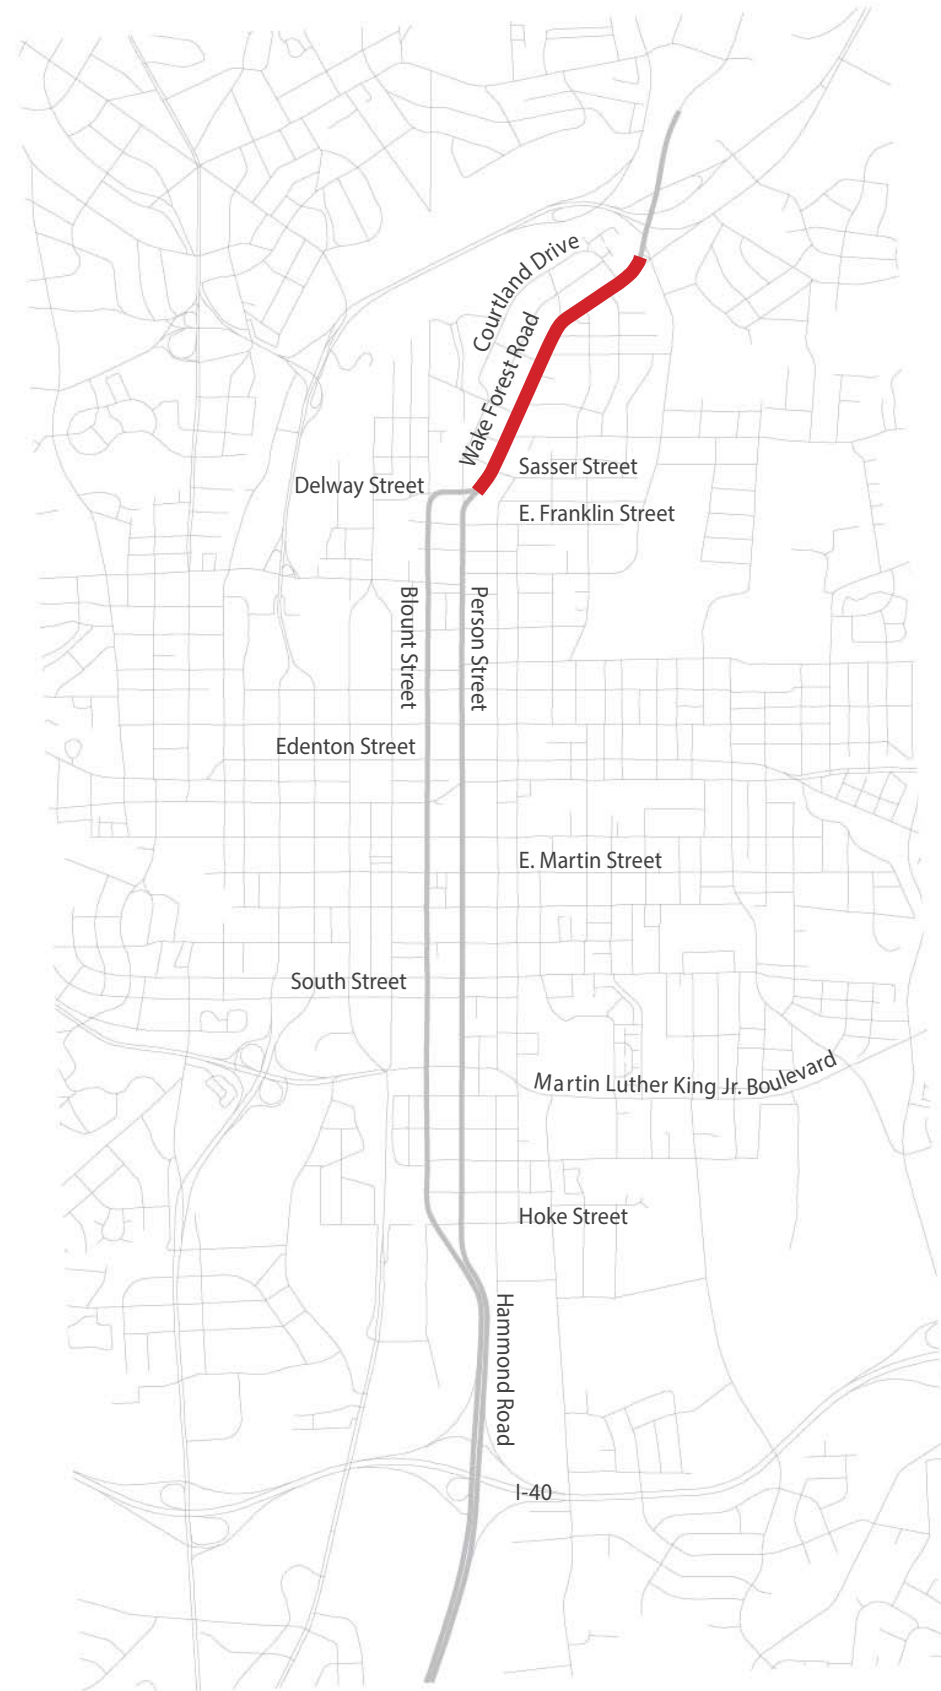 Courtland Drive
Wake Forest Road
Sasser Street
Delway Street
E. Franklin Street
Blount Street
Person Street
Edenton Street
E. Martin Street
South Street
Martin Luther King Jr. Boulevard
Hoke Street
Hammond Road
I-40